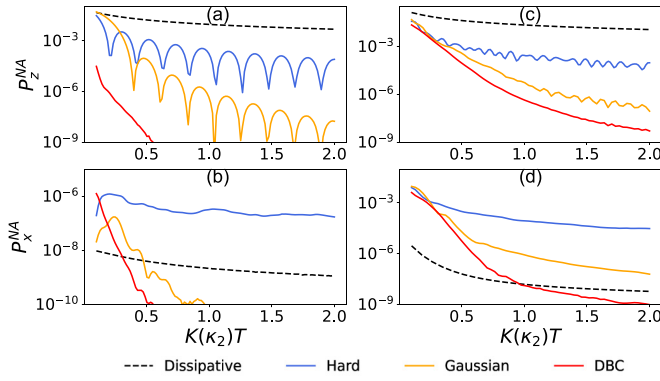 (a)
(c)
10⁻³
10⁻⁶
10⁻⁹
P_z^{NA}
0.5 1.0 1.5 2.0
10⁻³
10⁻⁶
10⁻⁹
0.5 1.0 1.5 2.0
(b)
(d)
10⁻⁶
10⁻⁸
10⁻¹⁰
P_x^{NA}
0.5 1.0 1.5 2.0
K(κ₂)T
10⁻³
10⁻⁶
10⁻⁹
0.5 1.0 1.5 2.0
K(κ₂)T
Dissipative Hard Gaussian DBC